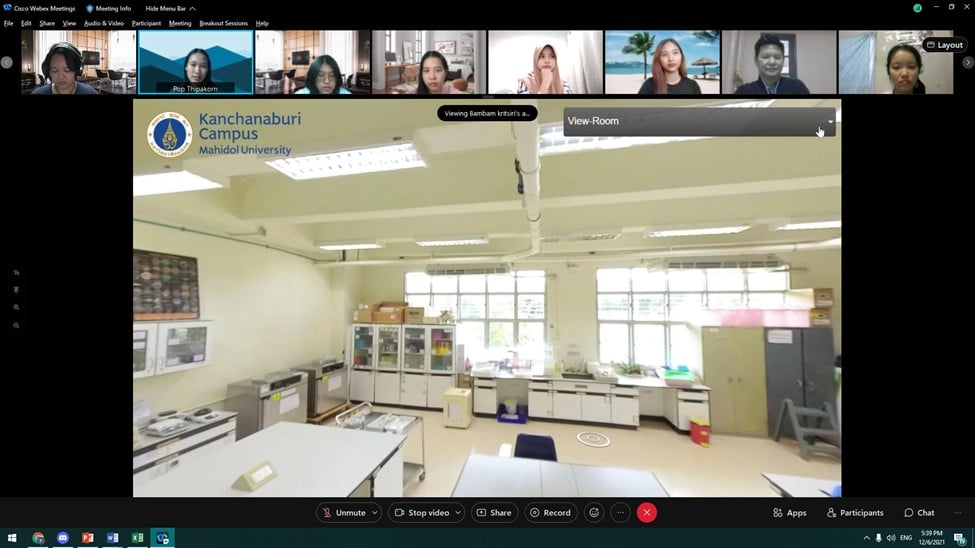 Cisco Webex Meetings
Meeting Info
Hide Menu Bar
File Edit Share View Audio & Video Participant Meeting Breakout Sessions Help
Pop Thipakorn
Layout
Viewing Bambam kritsiri's a...
View-Room
Kanchanaburi
Campus
Mahidol University
Unmute
Stop video
Share
Record
Apps
Participants
Chat
ENG
5:39 PM
12/6/2021